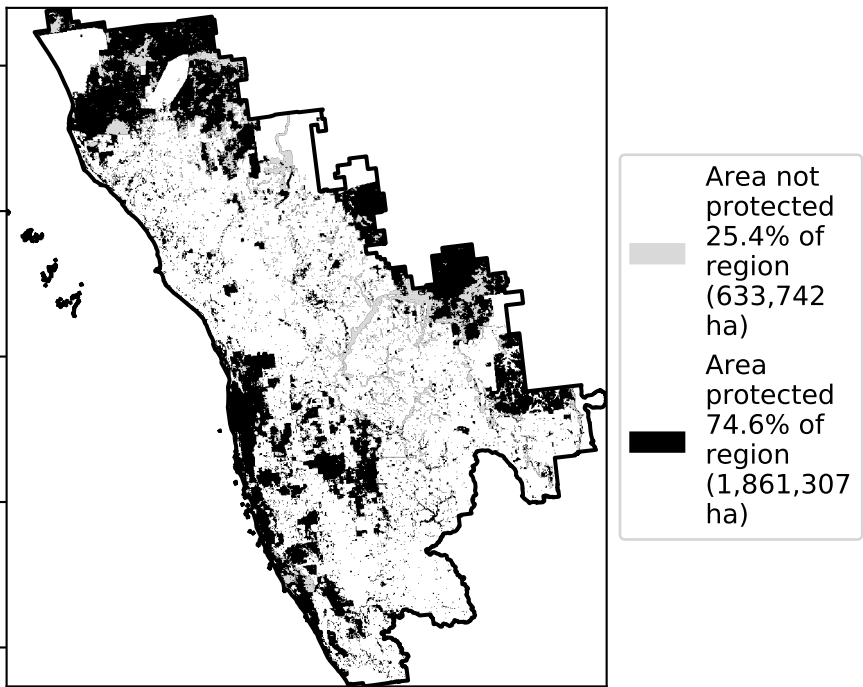 Area not
protected
25.4% of
region
(633,742
ha)
Area
protected
74.6% of
region
(1,861,307
ha)